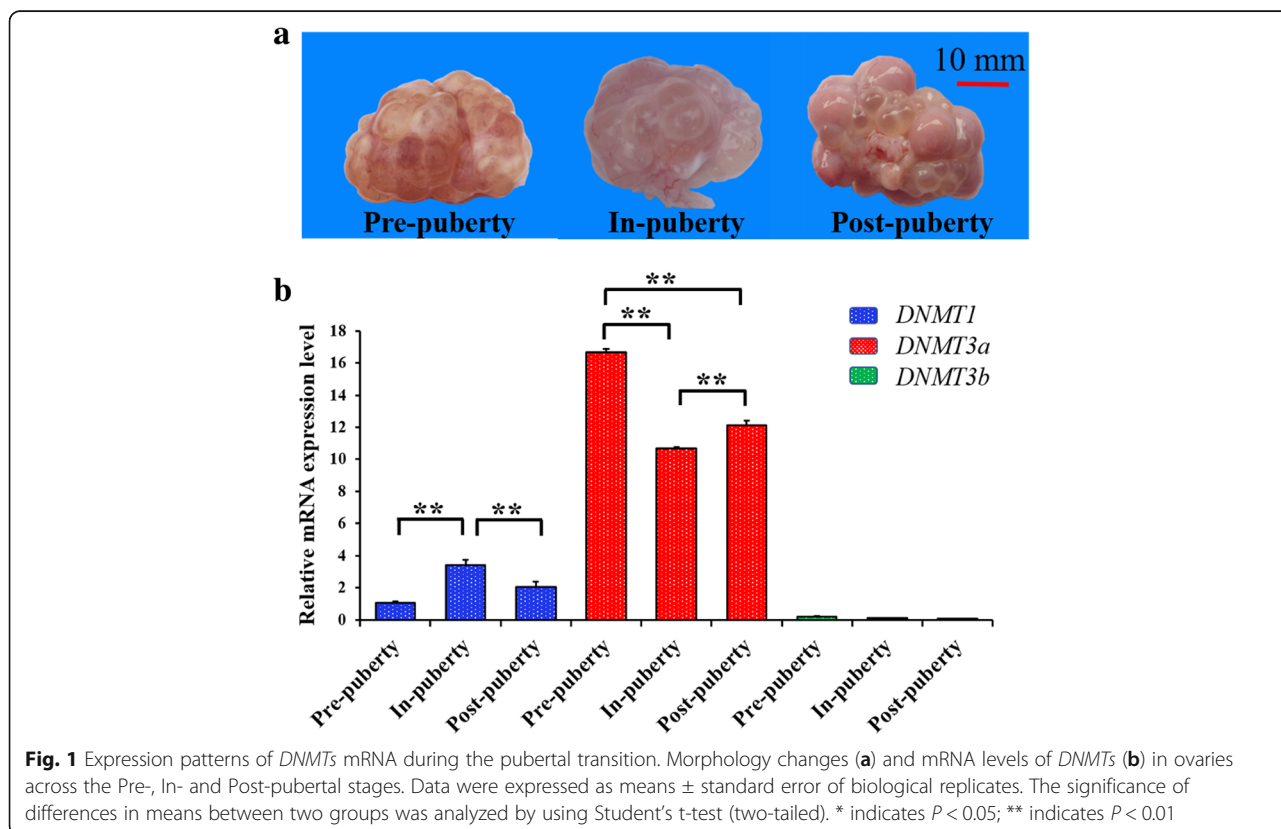 a
10 mm
Pre-puberty In-puberty Post-puberty
b
**
**
**
**
**
DNMT1
DNMT3a
DNMT3b
Relative mRNA expression level
18
16
14
12
10
8
6
4
2
0
Pre-puberty
In-puberty
Post-puberty
Pre-puberty
In-puberty
Post-puberty
Pre-puberty
In-puberty
Post-puberty
Fig. 1 Expression patterns of DNMTs mRNA during the pubertal transition. Morphology changes (a) and mRNA levels of DNMTs (b) in ovaries
across the Pre-, In- and Post-pubertal stages. Data were expressed as means ± standard error of biological replicates. The significance of
differences in means between two groups was analyzed by using Student's t-test (two-tailed). * indicates P < 0.05; ** indicates P < 0.01